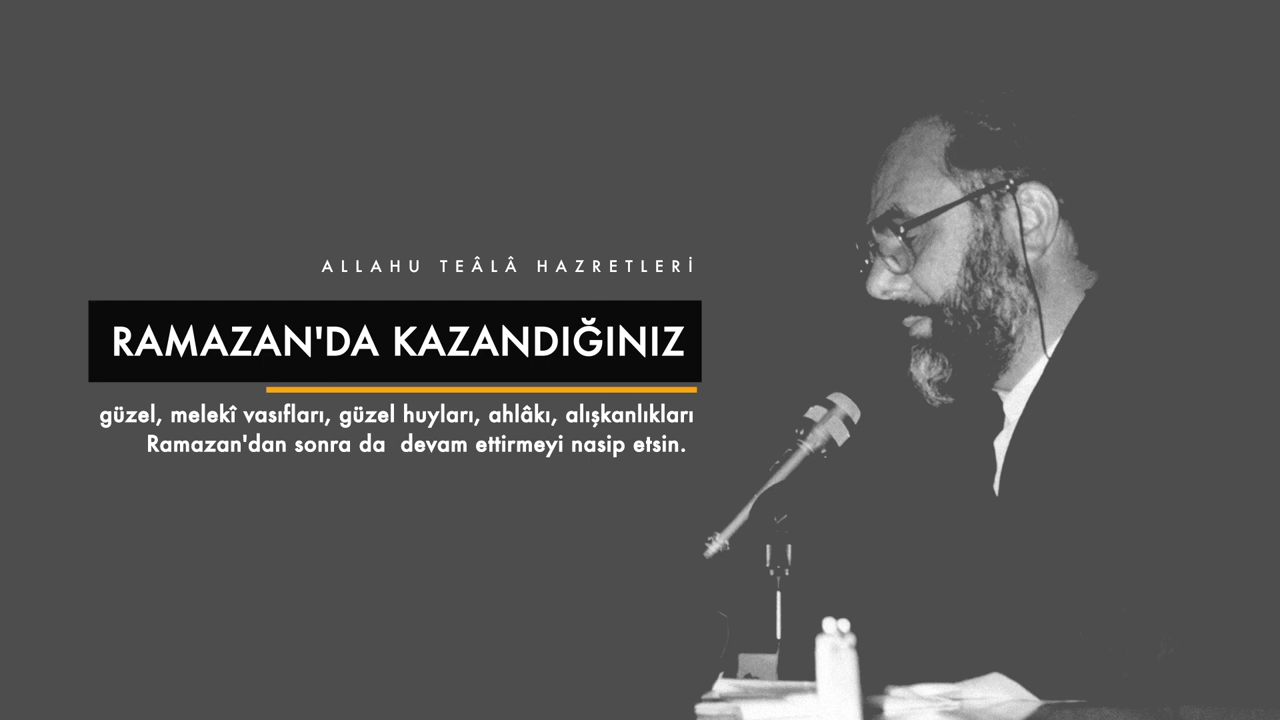 ALLAHU TEÂLÂ HAZRETLERİ
RAMAZAN'DA KAZANDIĞINIZ
güzel, melekî vasıfları, güzel huyları, ahlâkı, alışkanlıkları
Ramazan'dan sonra da devam ettirmeyi nasip etsin.